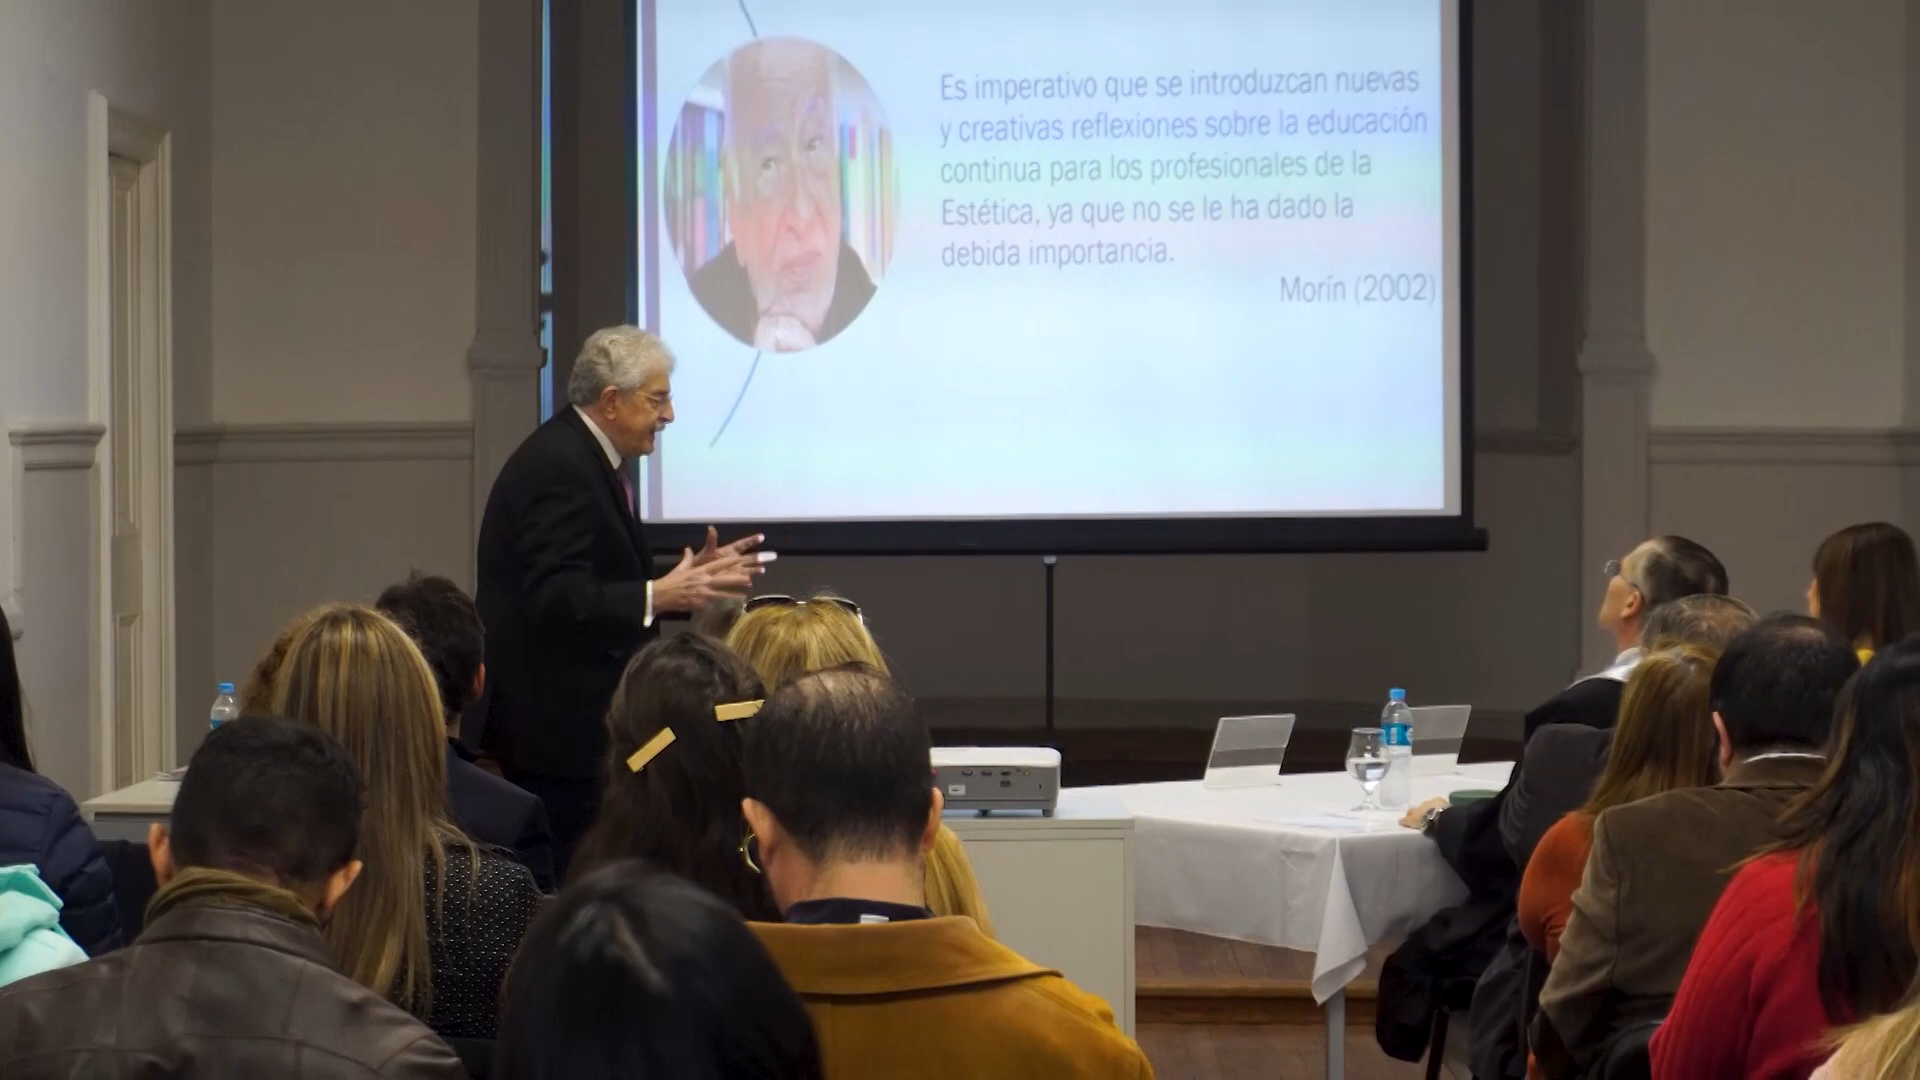 Es imperativo que se introduzcan nuevas
y creativas reflexiones sobre la educación
continua para los profesionales de la
Estética, ya que no se le ha dado la
debida importancia.
Morín (2002)